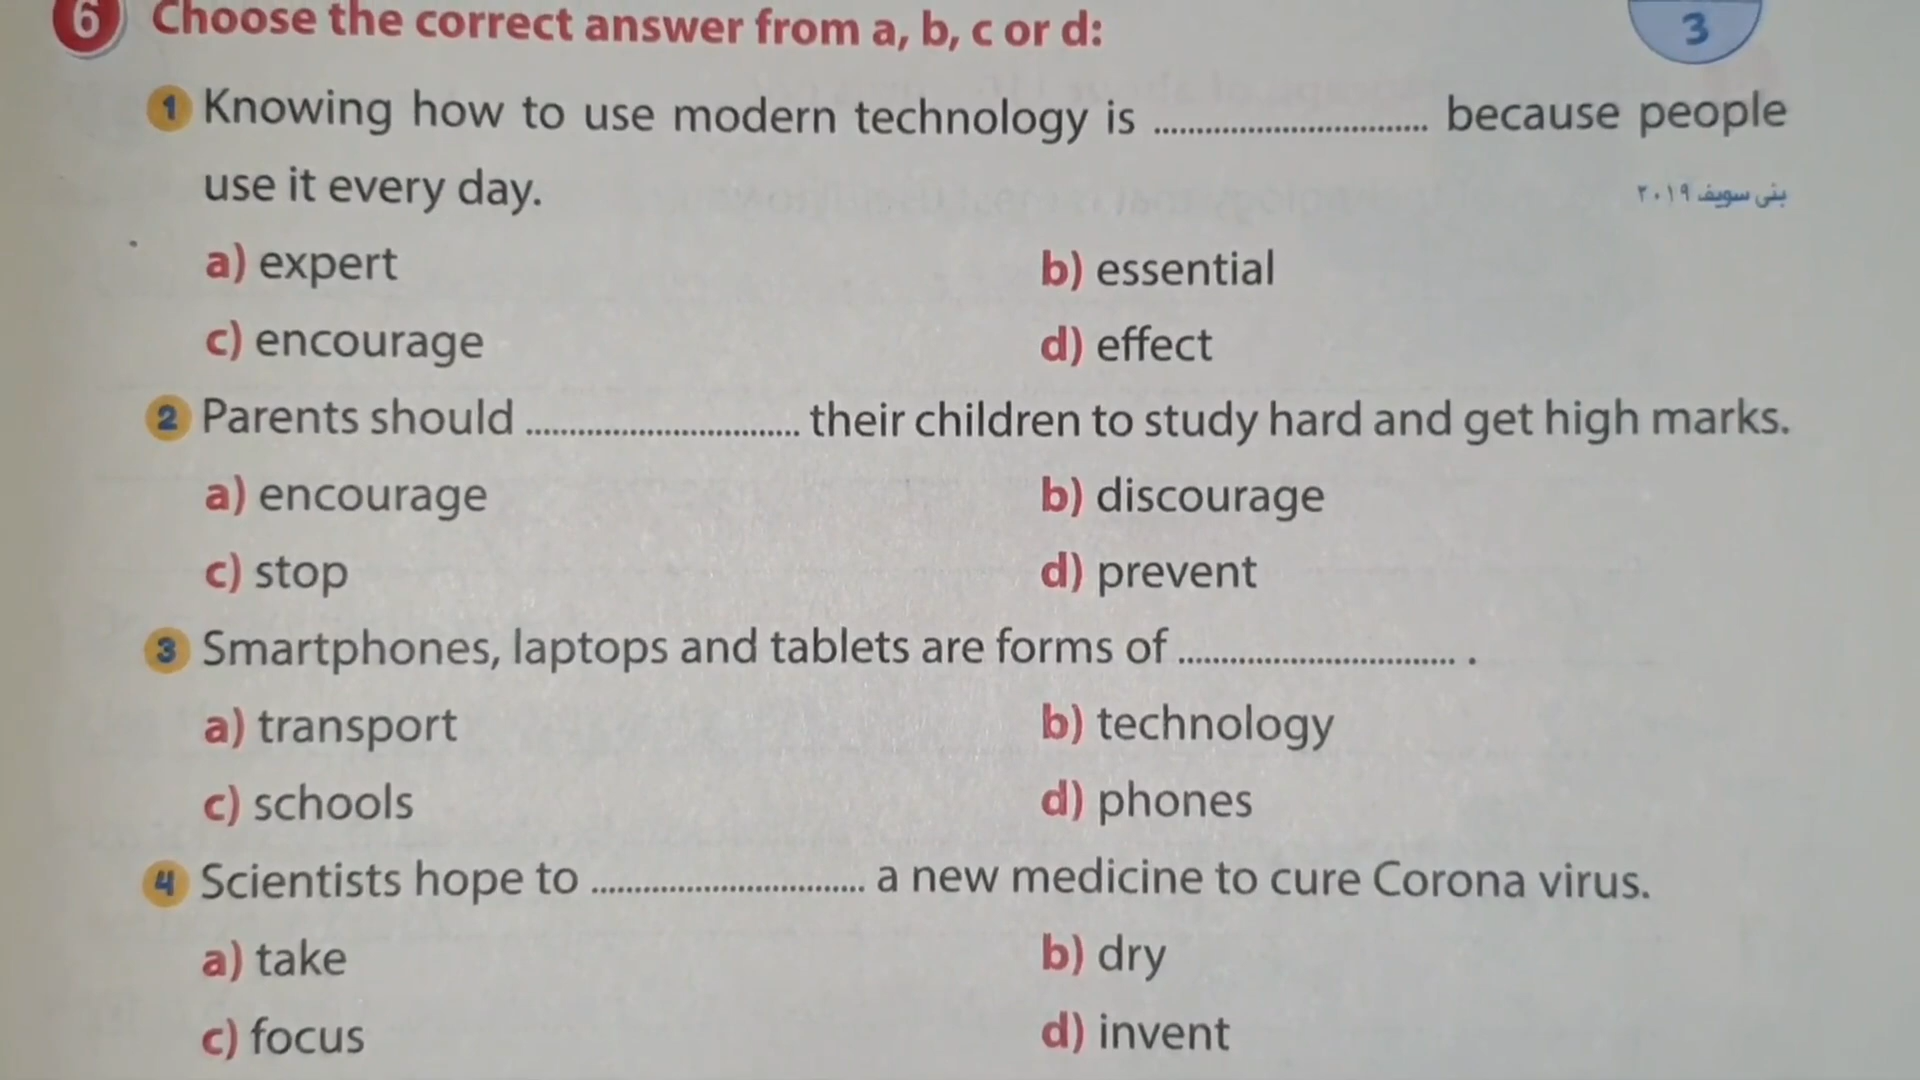 6 Choose the correct answer from a, b, c or d:
3
1 Knowing how to use modern technology is ............................... because people
use it every day.
بنى سويف ٢٠١٩
a) expert
b) essential
c) encourage
d) effect
2 Parents should ............................... their children to study hard and get high marks.
a) encourage
b) discourage
c) stop
d) prevent
3 Smartphones, laptops and tablets are forms of ............................... .
a) transport
b) technology
c) schools
d) phones
4 Scientists hope to ............................... a new medicine to cure Corona virus.
a) take
b) dry
c) focus
d) invent